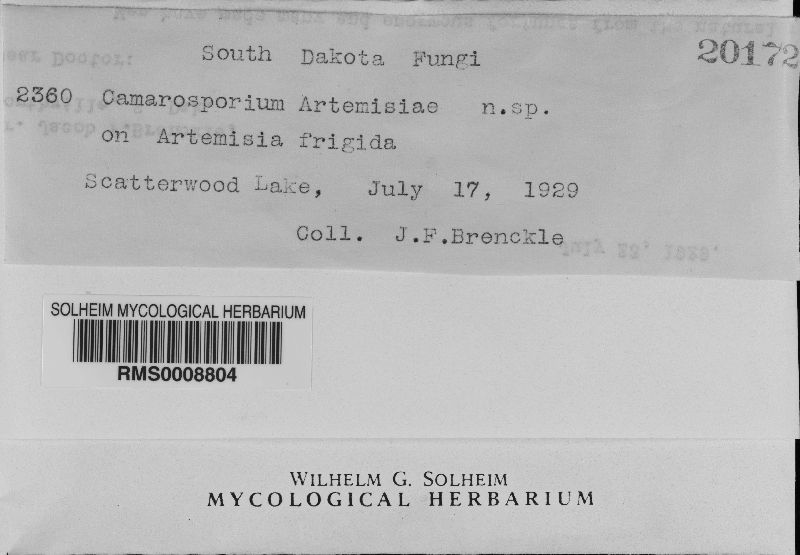 South Dakota Fungi 20172
2360 Camarosporium Artemisiae n.sp.
on Artemisia frigida
Scatterwood Lake, July 17, 1929
Coll. J.F.Brenckle
SOLHEIM MYCOLOGICAL HERBARIUM
RMS0008804
WILHELM G. SOLHEIM
MYCOLOGICAL HERBARIUM